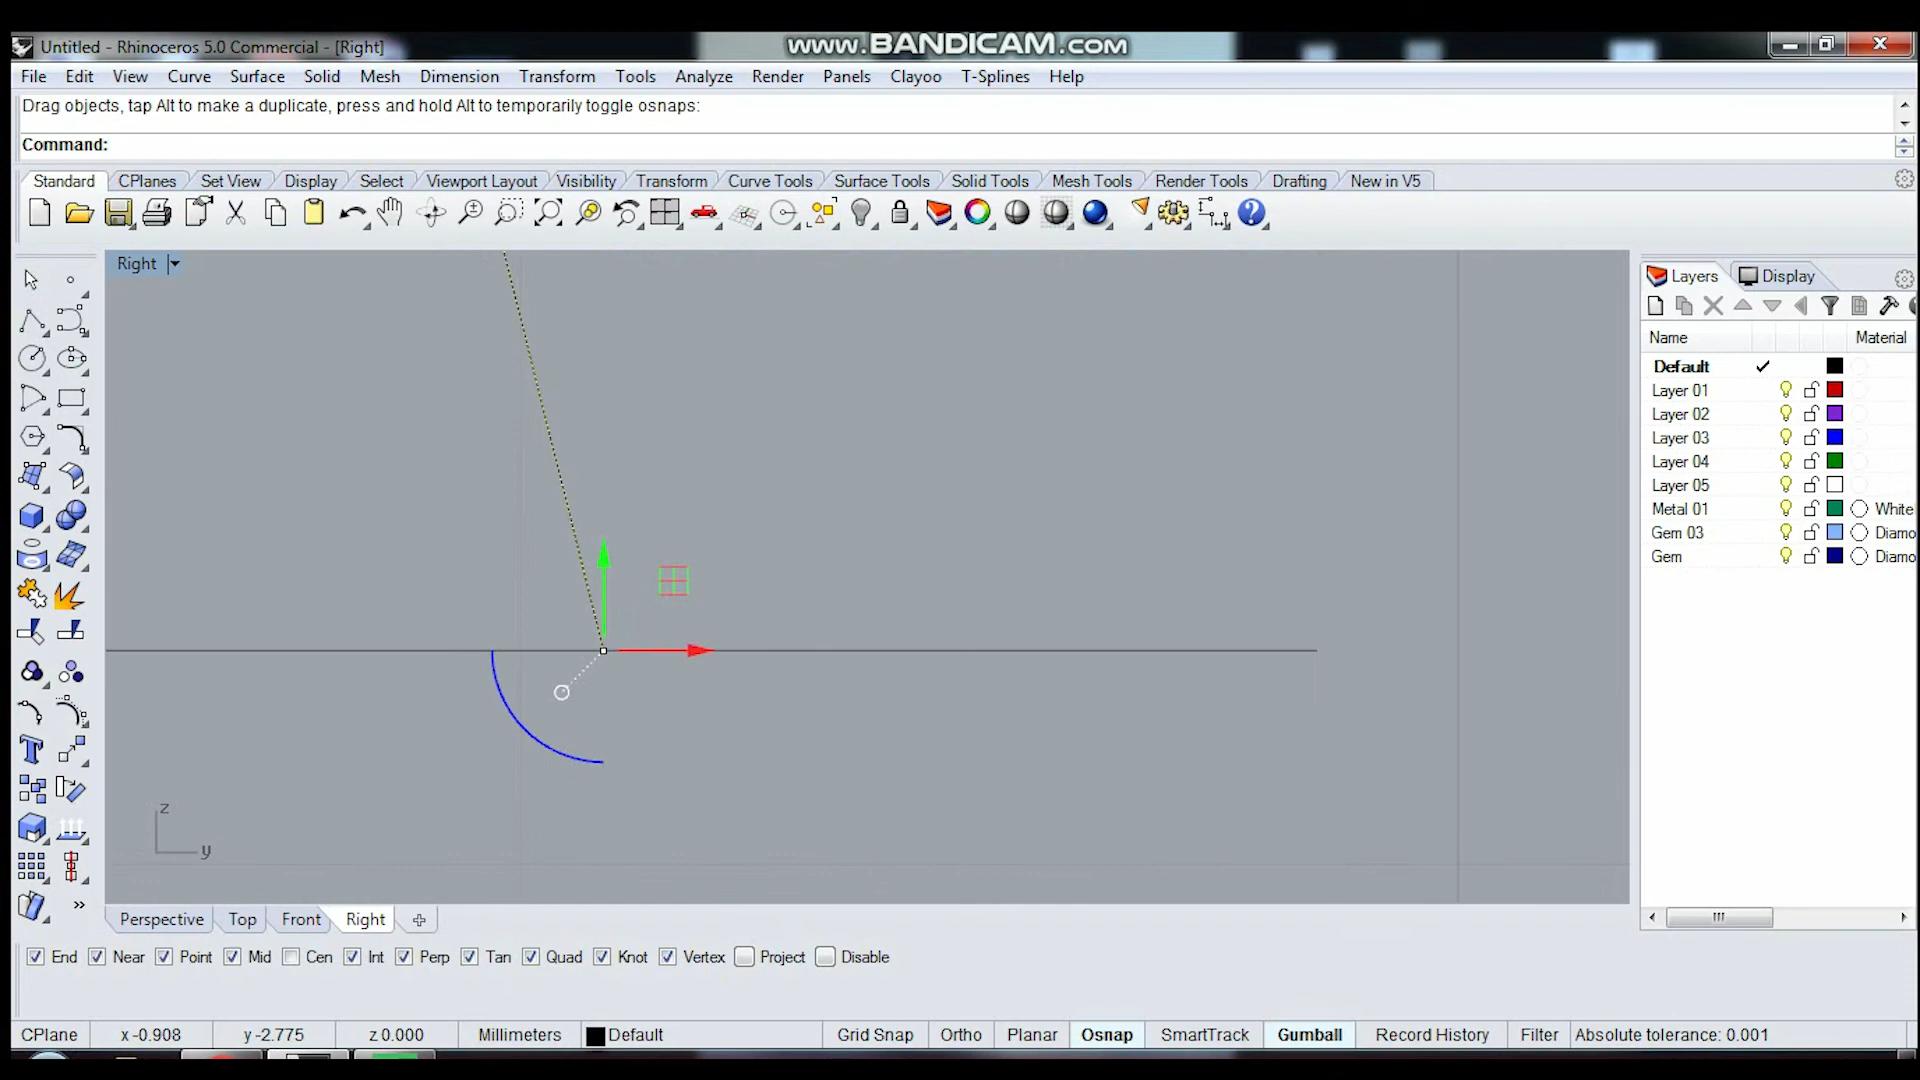 Untitled - Rhinoceros 5.0 Commercial - [Right]
www.BANDICAM.com
File Edit View Curve Surface Solid Mesh Dimension Transform Tools Analyze Render Panels Clayoo T-Splines Help
Drag objects, tap Alt to make a duplicate, press and hold Alt to temporarily toggle osnaps:
Command:
Standard CPlanes Set View Display Select Viewport Layout Visibility Transform Curve Tools Surface Tools Solid Tools Mesh Tools Render Tools Drafting New in V5
Right
Layers Display
Name Material
Default
Layer 01
Layer 02
Layer 03
Layer 04
Layer 05
Metal 01 White
Gem 03 Diamo
Gem Diamo
z
y
Perspective Top Front Right
End Near Point Mid Cen Int Perp Tan Quad Knot Vertex Project Disable
CPlane x -0.908 y -2.775 z 0.000 Millimeters Default Grid Snap Ortho Planar Osnap SmartTrack Gumball Record History Filter Absolute tolerance: 0.001